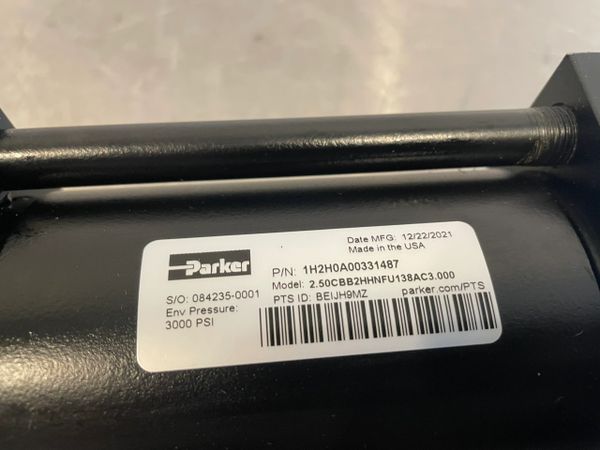 Date MFG: 12/22/2021
Made in the USA
Parker
P/N: 1H2H0A00331487
Model: 2.50CBB2HHNFU138AC3.000
S/O: 084235-0001
PTS ID: BEIJH9MZ parker.com/PTS
Env Pressure:
3000 PSI